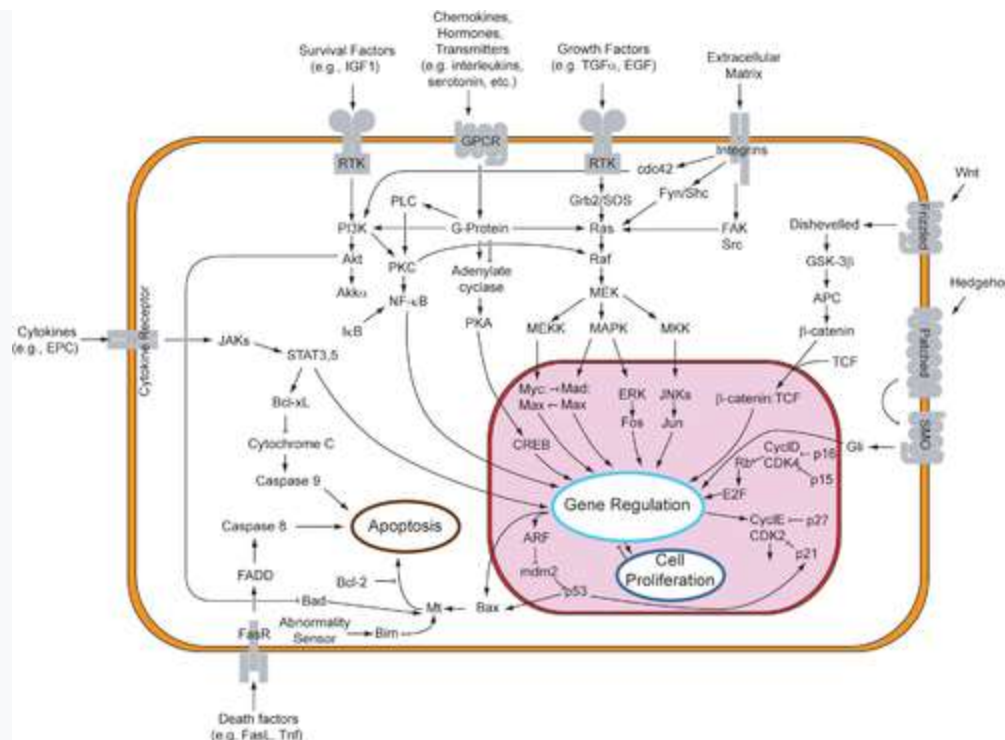 Chemokines,
Hormones,
Transmitters
(e.g. interleukins,
serotonin, etc.)
Survival Factors
(e.g., IGF1)
Growth Factors
(e.g. TGFα, EGF)
Extracellular
Matrix
RTK
GPCR
RTK
Integrins
cdc42
Wnt
PLC
Grb2/SOS
Fyn/Shc
Frizzled
PI3K
G-Protein
Ras
FAK
Src
Dishevelled
Akt
PKC
Adenylate
cyclase
Raf
GSK-3β
Akkα
NF-κB
MEK
APC
Hedgeho
IκB
PKA
MEKK
MAPK
MKK
β-catenin
Patched
Cytokines
(e.g., EPC)
Cytokine Receptor
JAKs
STAT3,5
TCF
Bcl-xL
Myc:
Mad:
Max
Max
ERK
JNKs
β-catenin:TCF
Fos
Jun
SMO
Cytochrome C
CREB
Gli
CyclD
p16
Rb
CDK4
p15
Caspase 9
E2F
Gene Regulation
Caspase 8
Apoptosis
ARF
CyclE
p27
CDK2
p21
FADD
mdm2
Cell
Proliferation
Bcl-2
Bad
p53
Mt
Bax
Abnormality
Sensor
Bim
FasR
Death factors
(e.g. FasL, Tnf)